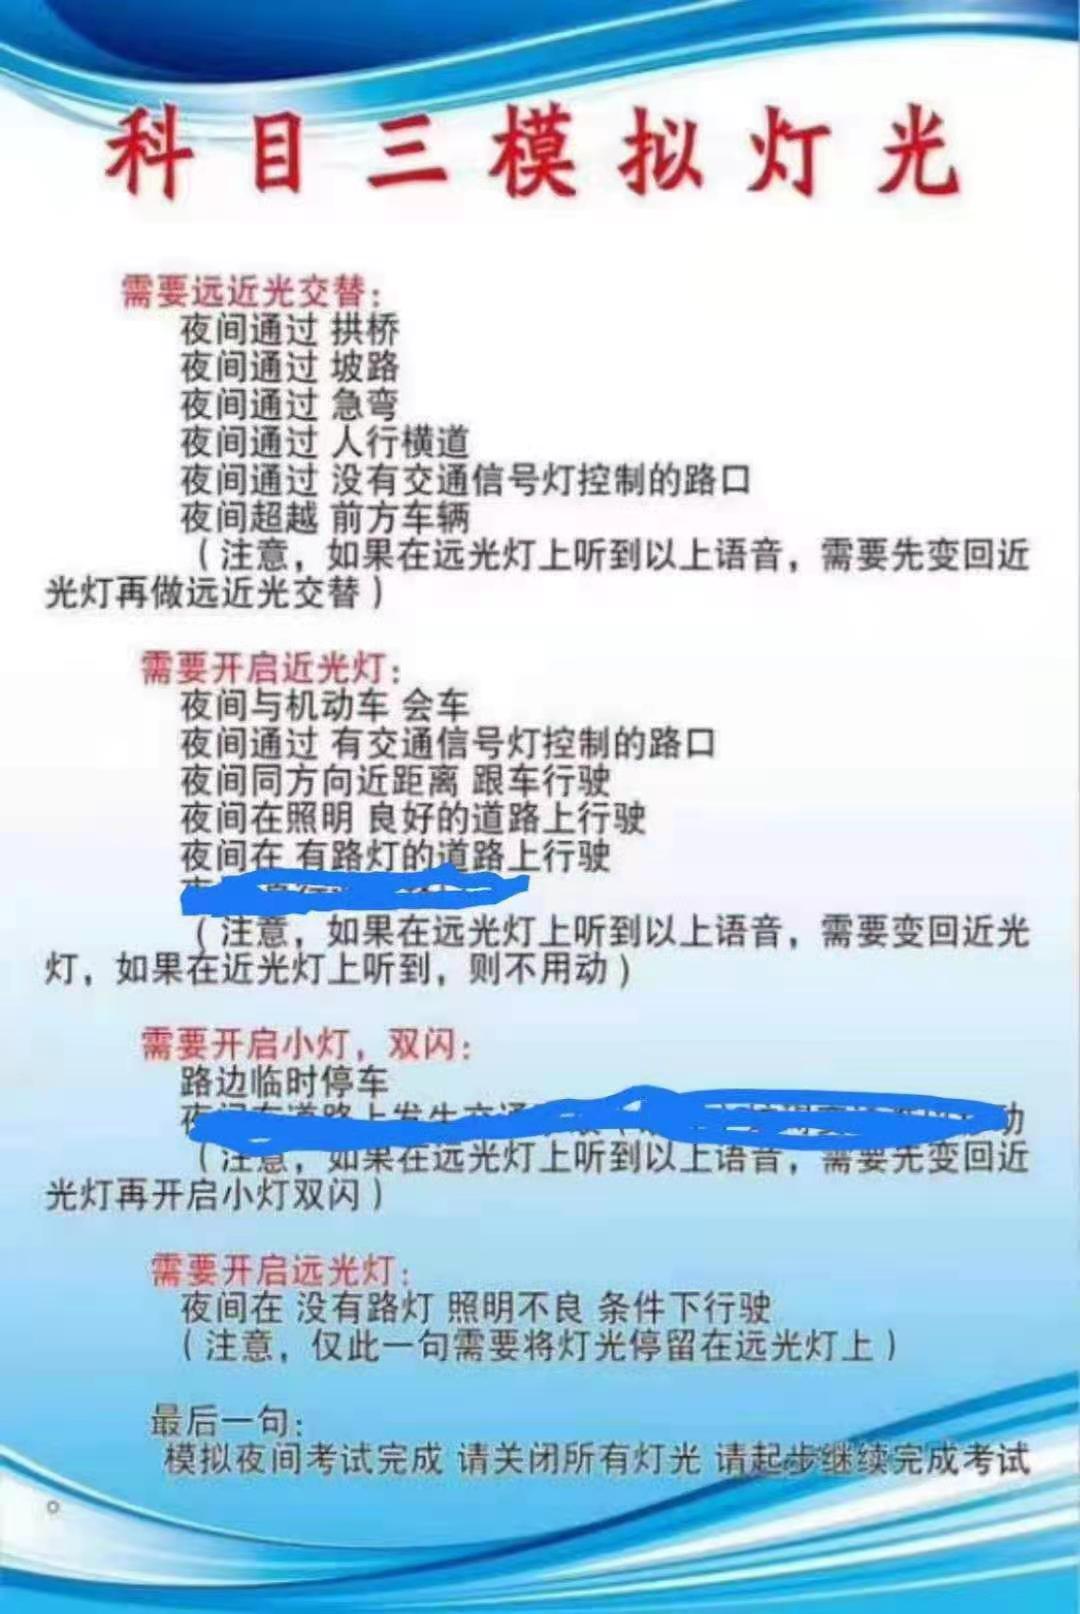 科目三模拟灯光
需要远近光交替：
夜间通过 拱桥
夜间通过 坡路
夜间通过 急弯
夜间通过 人行横道
夜间通过 没有交通信号灯控制的路口
夜间超越 前方车辆
（注意，如果在远光灯上听到以上语音，需要先变回近
光灯再做远近光交替）
需要开启近光灯：
夜间与机动车 会车
夜间通过 有交通信号灯控制的路口
夜间同方向近距离 跟车行驶
夜间在照明 良好的道路上行驶
夜间在 有路灯的道路上行驶
（注意，如果在远光灯上听到以上语音，需要变回近光
灯，如果在近光灯上听到，则不用动）
需要开启小灯，双闪：
路边临时停车
夜间在道路上发生交通 动
（注意，如果在远光灯上听到以上语音，需要先变回近
光灯再开启小灯双闪）
需要开启远光灯：
夜间在 没有路灯 照明不良 条件下行驶
（注意，仅此一句需要将灯光停留在远光灯上）
最后一句：
模拟夜间考试完成 请关闭所有灯光 请起步继续完成考试
。